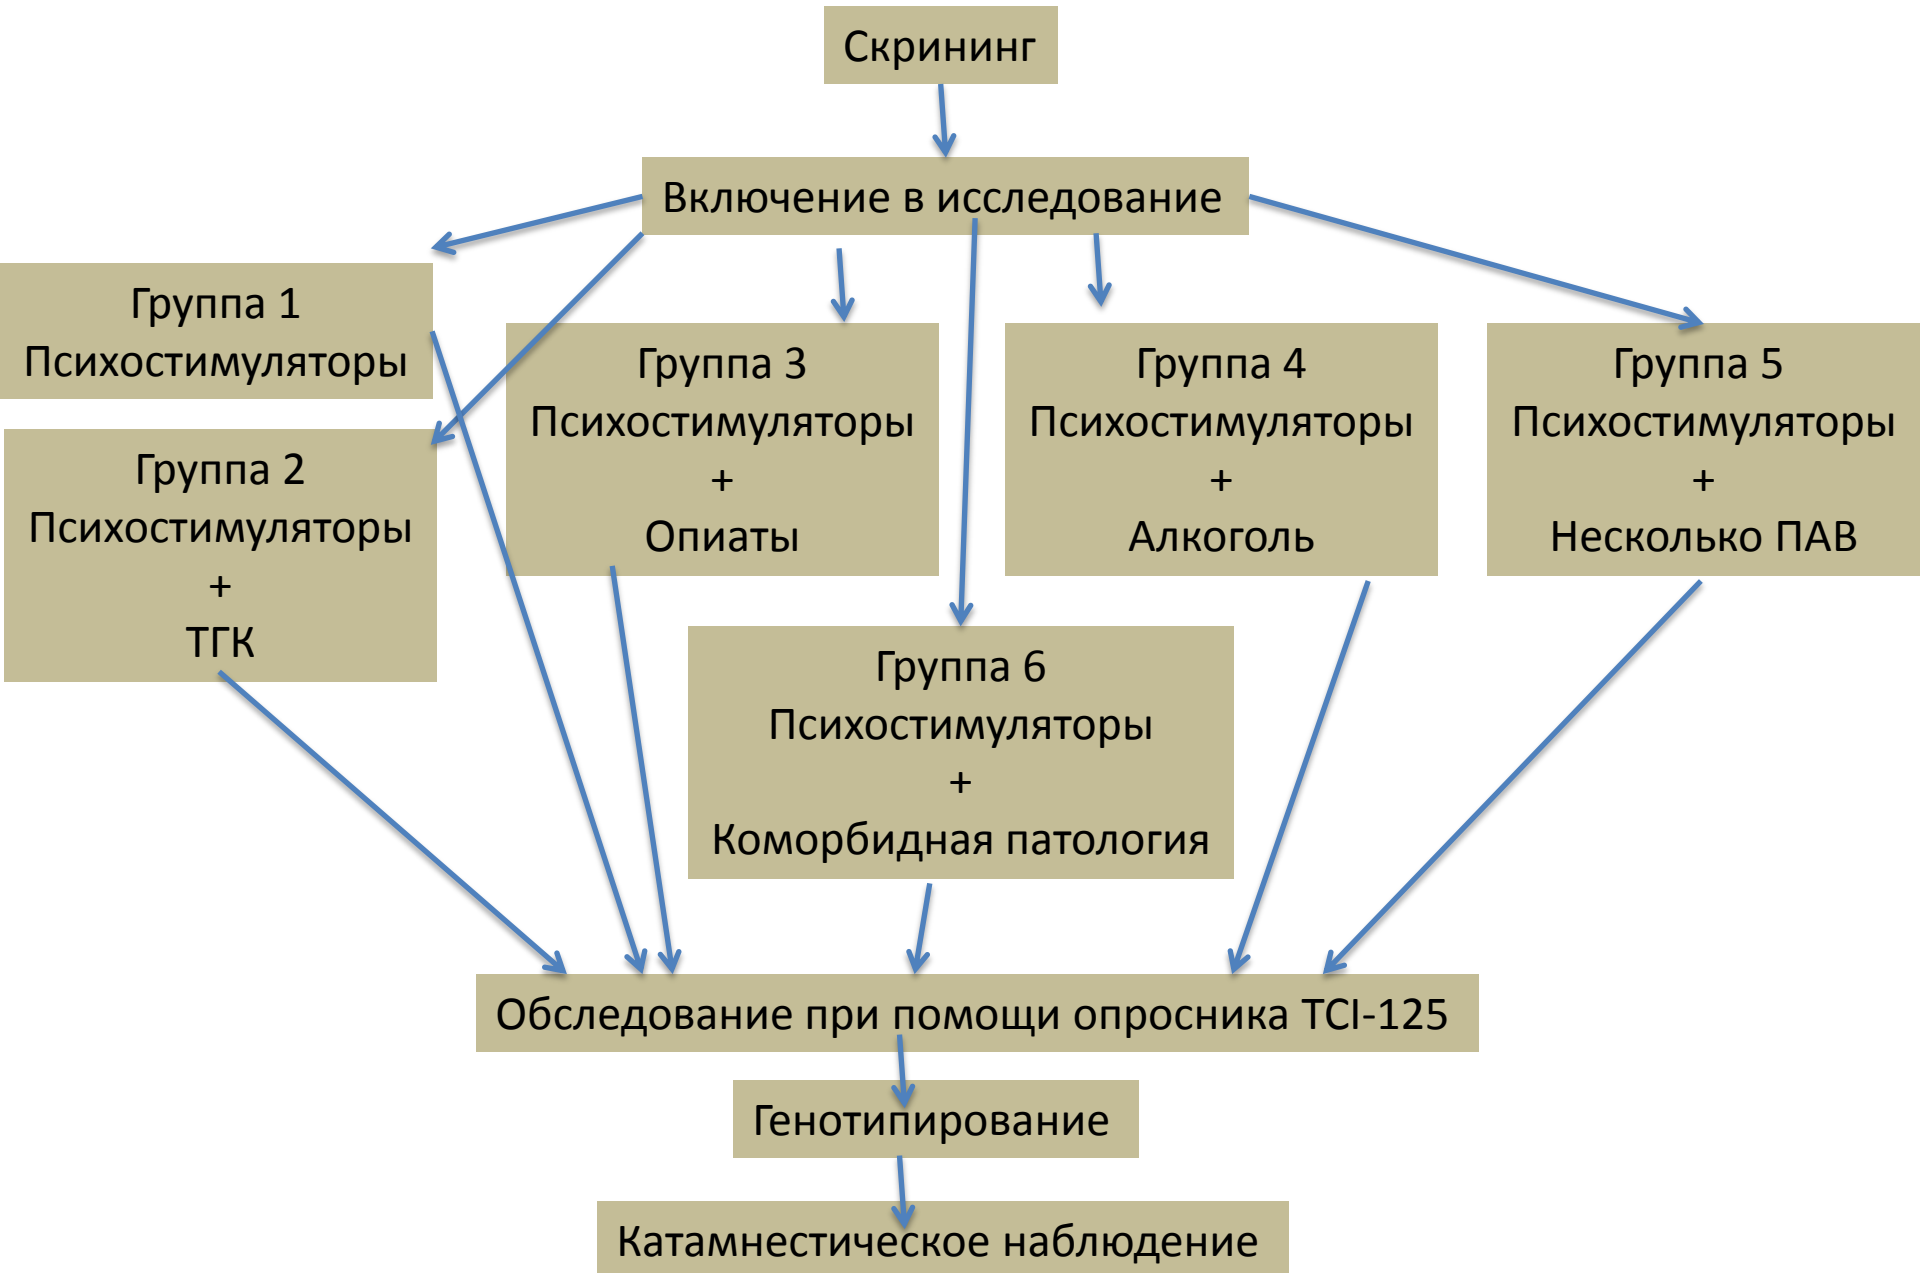 Скрининг
Включение в исследование
Группа 1
Психостимуляторы
Группа 2
Психостимуляторы
+
ТГК
Группа 3
Психостимуляторы
+
Опиаты
Группа 4
Психостимуляторы
+
Алкоголь
Группа 5
Психостимуляторы
+
Несколько ПАВ
Группа 6
Психостимуляторы
+
Коморбидная патология
Обследование при помощи опросника TCI-125
Генотипирование
Катамнестическое наблюдение